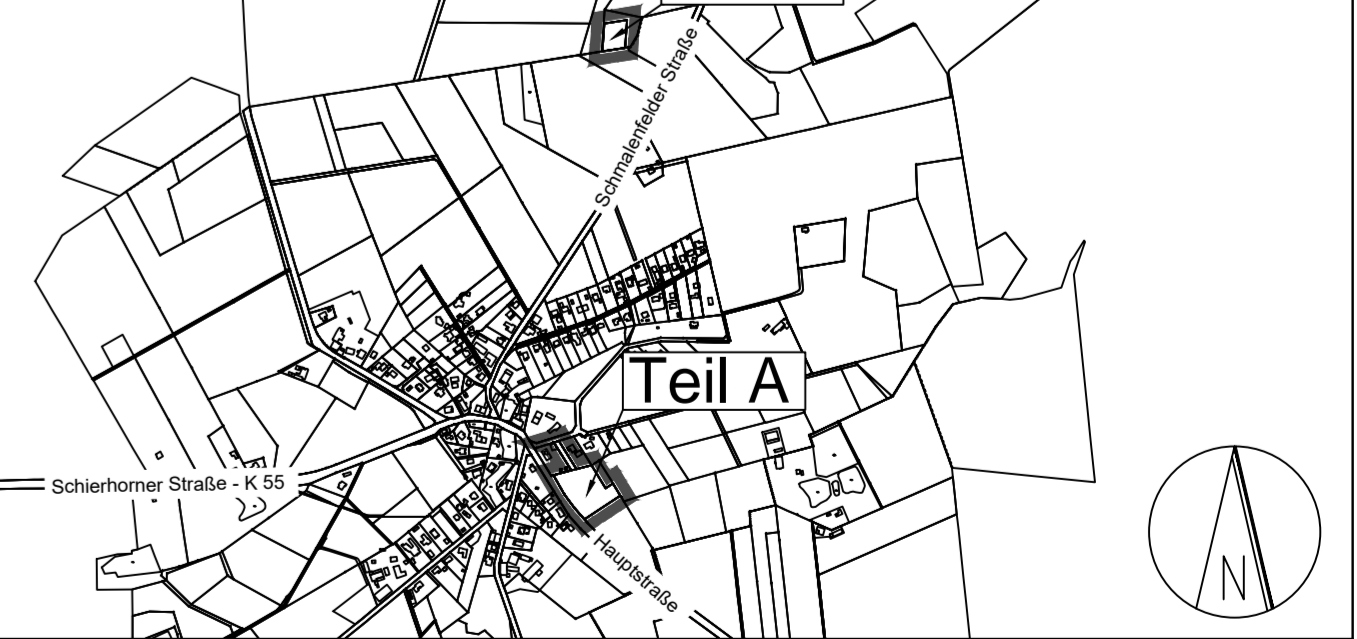 Schmalenfelder Straße
Teil A
Schierhorner Straße - K 55
Hauptstraße
N